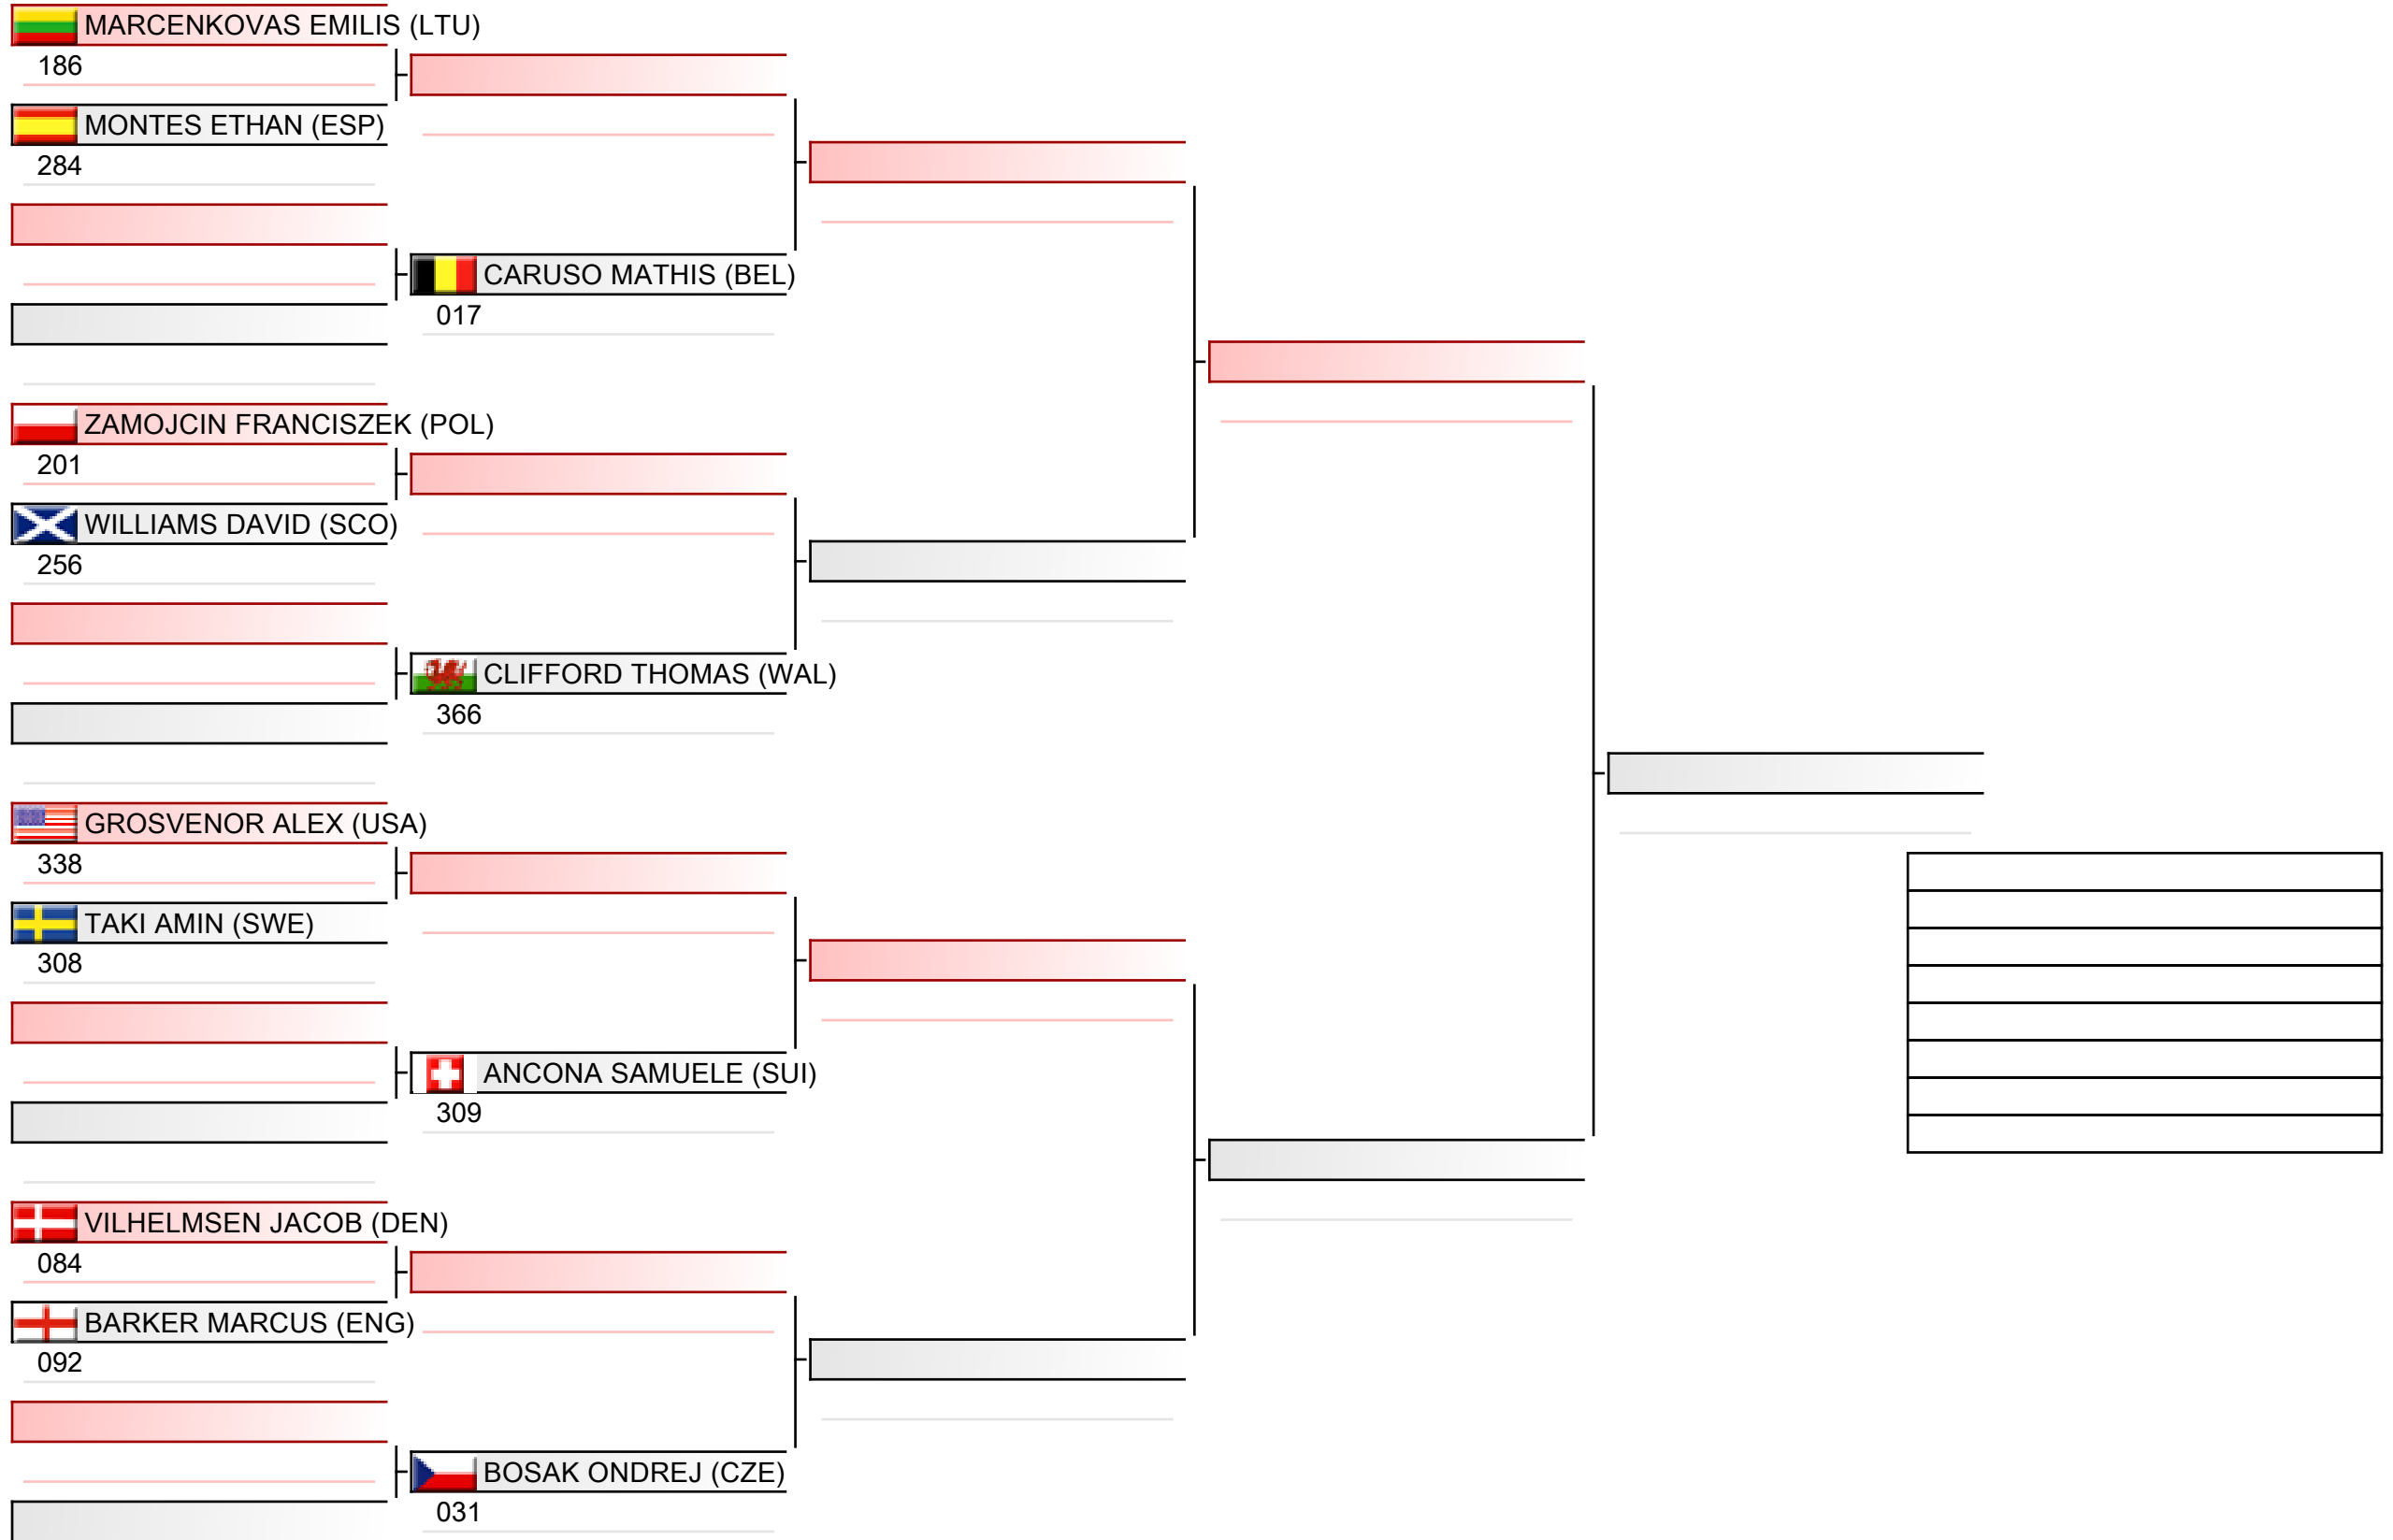 MARCENKOVAS EMILIS (LTU)
186
MONTES ETHAN (ESP)
284
CARUSO MATHIS (BEL)
017
ZAMOJCIN FRANCISZEK (POL)
201
WILLIAMS DAVID (SCO)
256
CLIFFORD THOMAS (WAL)
366
GROSVENOR ALEX (USA)
338
TAKI AMIN (SWE)
308
ANCONA SAMUELE (SUI)
309
VILHELMSEN JACOB (DEN)
084
BARKER MARCUS (ENG)
092
BOSAK ONDREJ (CZE)
031